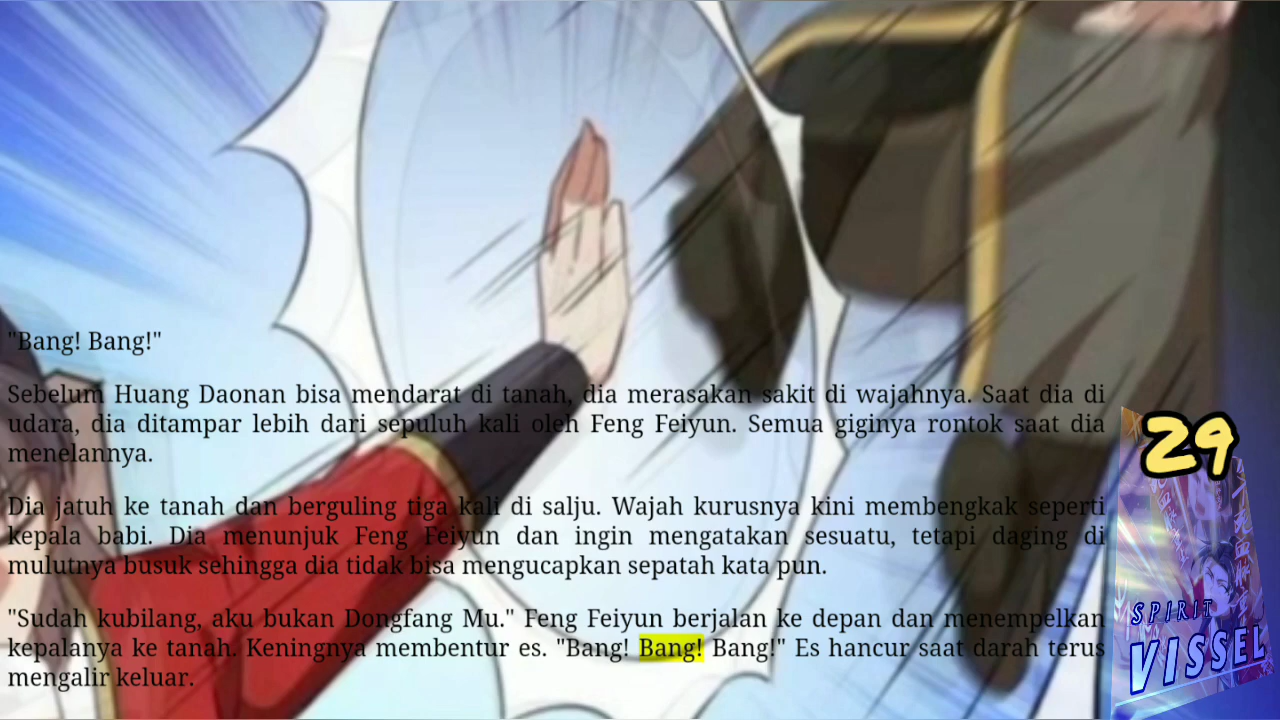 "Bang! Bang!"
Sebelum Huang Daonan bisa mendarat di tanah, dia merasakan sakit di wajahnya. Saat dia di
udara, dia ditampar lebih dari sepuluh kali oleh Feng Feiyun. Semua giginya rontok saat dia
menelannya.
Dia jatuh ke tanah dan berguling tiga kali di salju. Wajah kurusnya kini membengkak seperti
kepala babi. Dia menunjuk Feng Feiyun dan ingin mengatakan sesuatu, tetapi daging di
mulutnya busuk sehingga dia tidak bisa mengucapkan sepatah kata pun.
"Sudah kubilang, aku bukan Dongfang Mu." Feng Feiyun berjalan ke depan dan menempelkan
kepalanya ke tanah. Keningnya membentur es. "Bang! Bang! Bang!" Es hancur saat darah terus
mengalir keluar.
29
SPIRIT
VISSEL